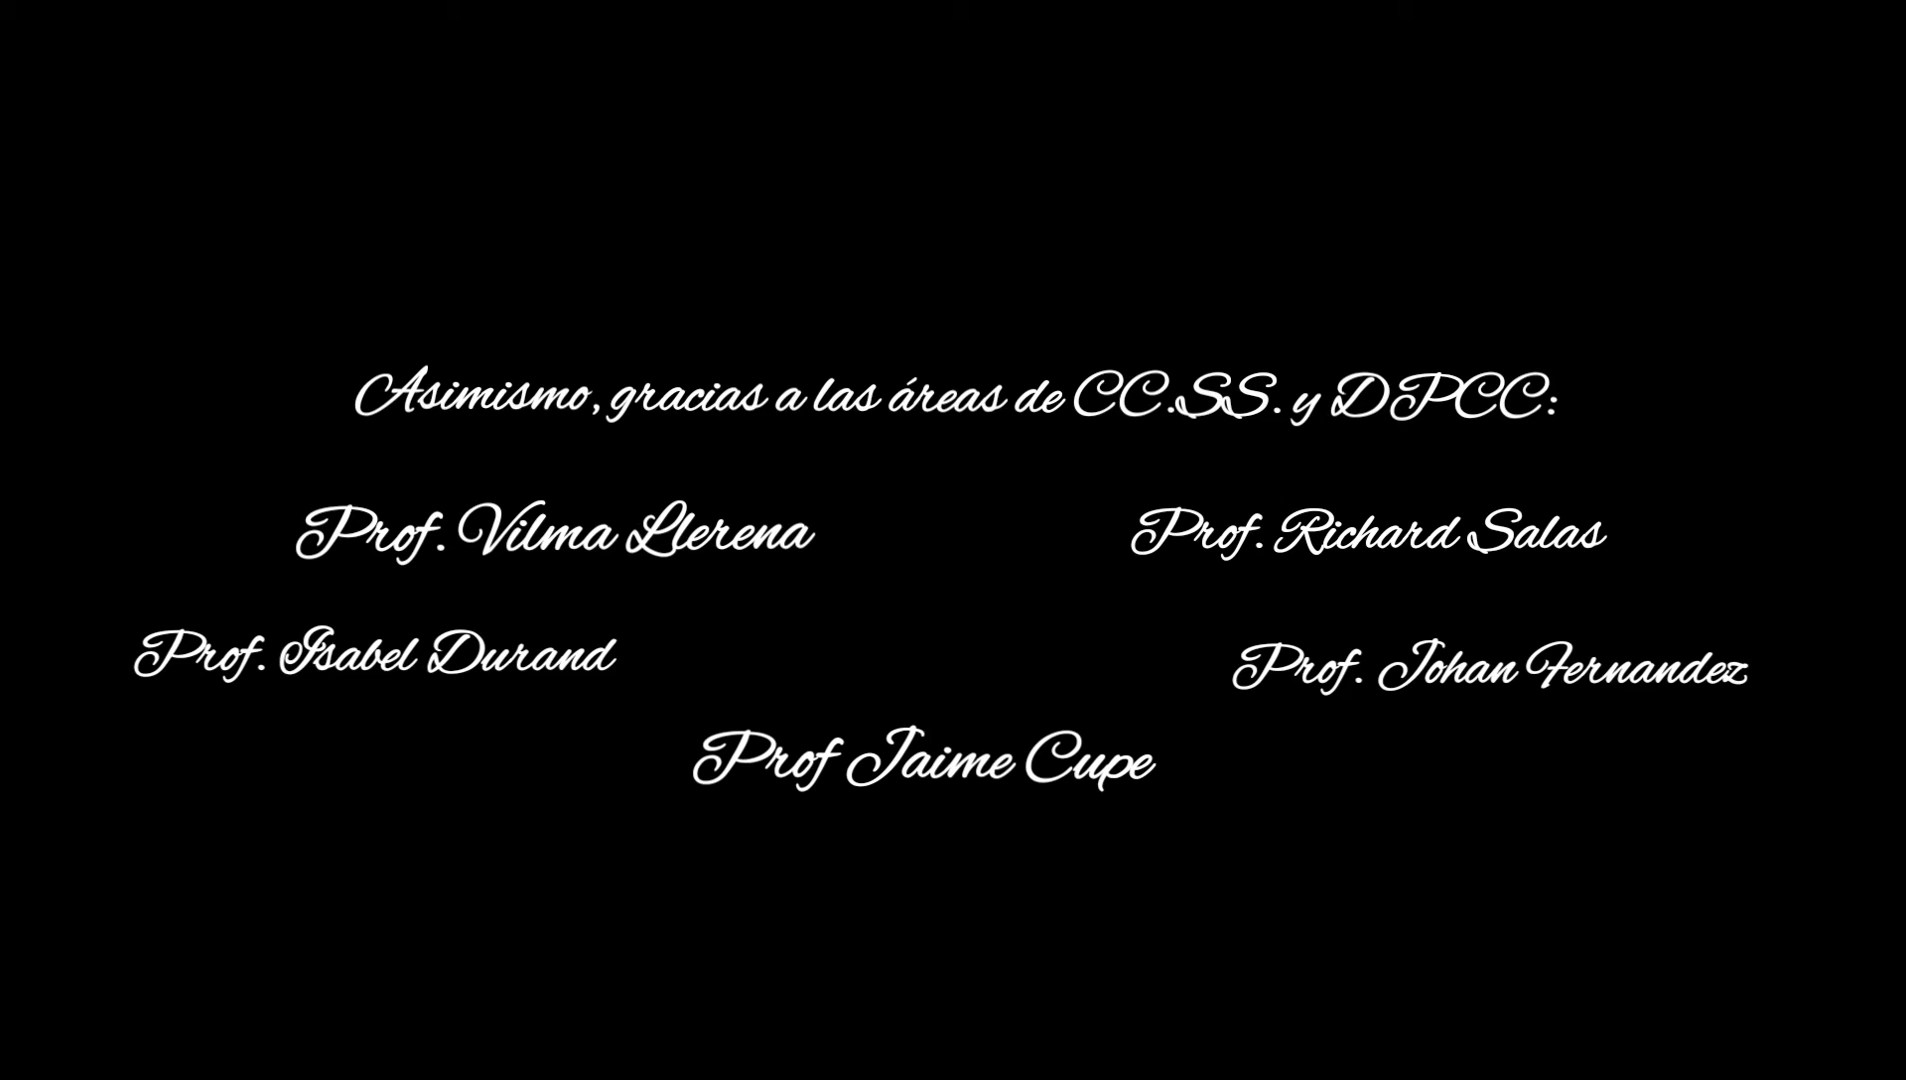 Asimismo, gracias a las áreas de CC.SS. y DPCC:
Prof. Vilma Llerena
Prof. Richard Salas
Prof. Isabel Durand
Prof. Johan Fernandez
Prof Jaime Cupe